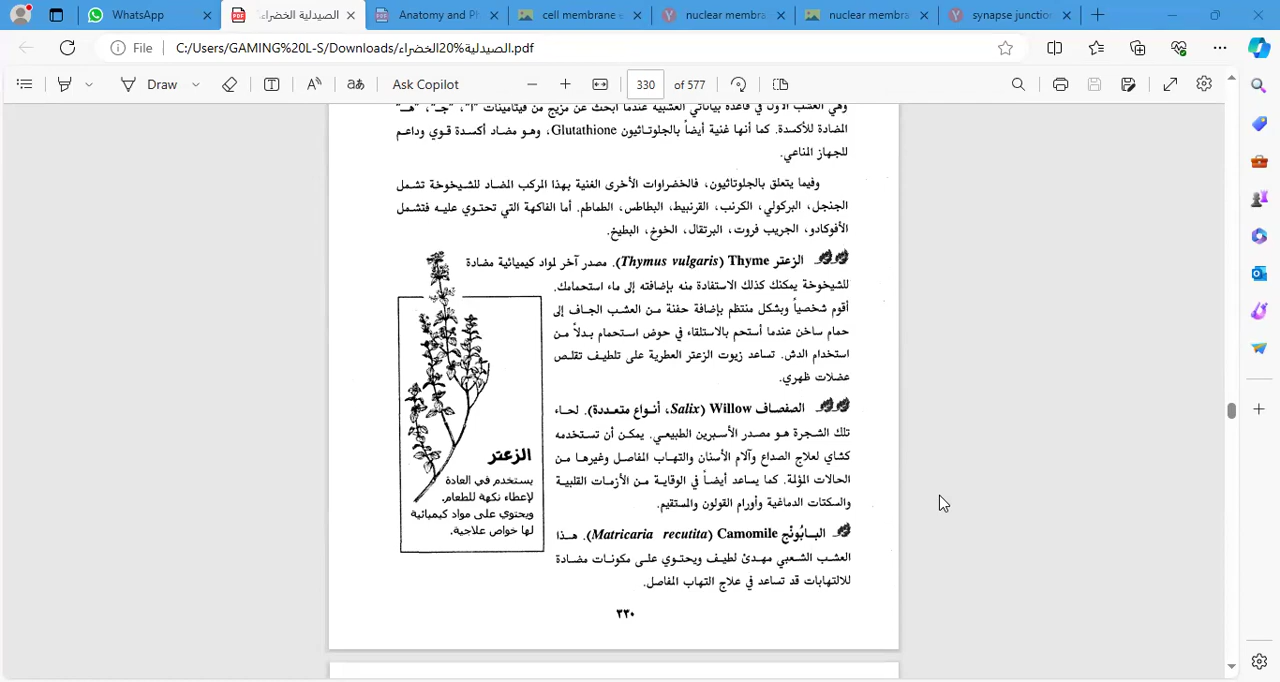 WhatsApp
الصيدلية الخضراء
Anatomy and Ph
cell membrane e
nuclear membra
nuclear membra
synapse junctio
File
C:/Users/GAMING%20L-S/Downloads/الصيدلية%20الخضراء.pdf
Draw
Ask Copilot
330 of 577
وهي العشب الأول في قاعدة بياناتي العشبية عندما أبحث عن مزيج من فيتامينات "أ"، "جـ"، "هـ"
المضادة للأكسدة. كما أنها غنية أيضاً بالجلوتاثيون Glutathione، وهو مضاد أكسدة قوي وداعم
للجهاز المناعي.
وفيما يتعلق بالجلوتاثيون، فالخضراوات الأخرى الغنية بهذا المركب المضاد للشيخوخة تشمل
الجنجل، البركولي، الكرنب، القرنبيط، البطاطس، الطماطم. أما الفاكهة التي تحتوي عليه فتشمل
الأفوكادو، الجريب فروت، البرتقال، الخوخ، البطيخ.
الزعتر Thyme (Thymus vulgaris). مصدر آخر لمواد كيميائية مضادة
للشيخوخة يمكنك كذلك الاستفادة منه بإضافته إلى ماء استحمامك.
أقوم شخصياً وبشكل منتظم بإضافة حفنة من العشب الجاف إلى
حمام ساخن عندما أستحم بالاستلقاء في حوض استحمام بدلاً من
استخدام الدش. تساعد زيوت الزعتر العطرية على تلطيف تقلص
عضلات ظهري.
الصفصاف Willow (Salix، أنواع متعددة). لحاء
تلك الشجرة هو مصدر الأسبرين الطبيعي. يمكن أن تستخدمه
كشاي لعلاج الصداع وآلام الأسنان والتهاب المفاصل وغيرها من
الحالات المؤلمة. كما يساعد أيضاً في الوقاية من الأزمات القلبية
والسكتات الدماغية وأورام القولون والمستقيم.
البابُونْج Camomile (Matricaria recutita). هذا
العشب الشعبي مهدئ لطيف ويحتوي على مكونات مضادة
للالتهابات قد تساعد في علاج التهاب المفاصل.
الزعتر
يستخدم في العادة
لإعطاء نكهة للطعام.
ويحتوي على مواد كيميائية
لها خواص علاجية.
٣٣٠